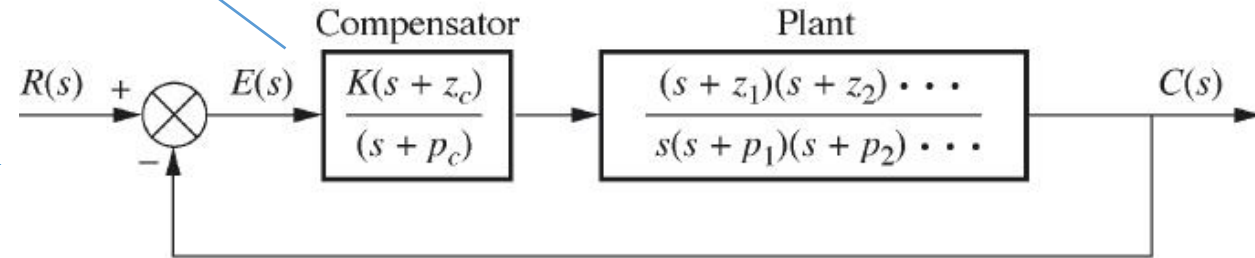 Compensator Plant
R(s) + E(s) K(s + z_c) (s + z_1)(s + z_2) · · · C(s)
− (s + p_c) s(s + p_1)(s + p_2) · · ·